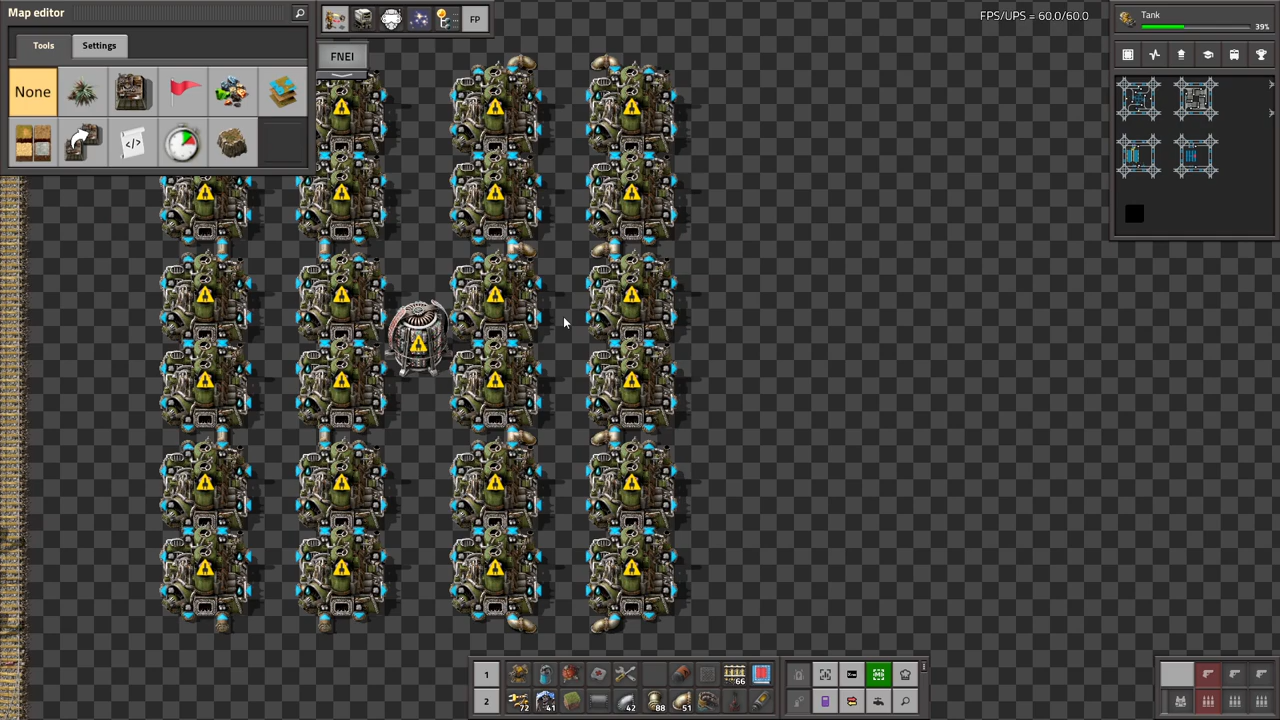 Map editor
FP
FPS/UPS = 60.0/60.0
Tank
39%
Tools
Settings
FNEI
None
</>
1
66
2
72
41
42
88
51